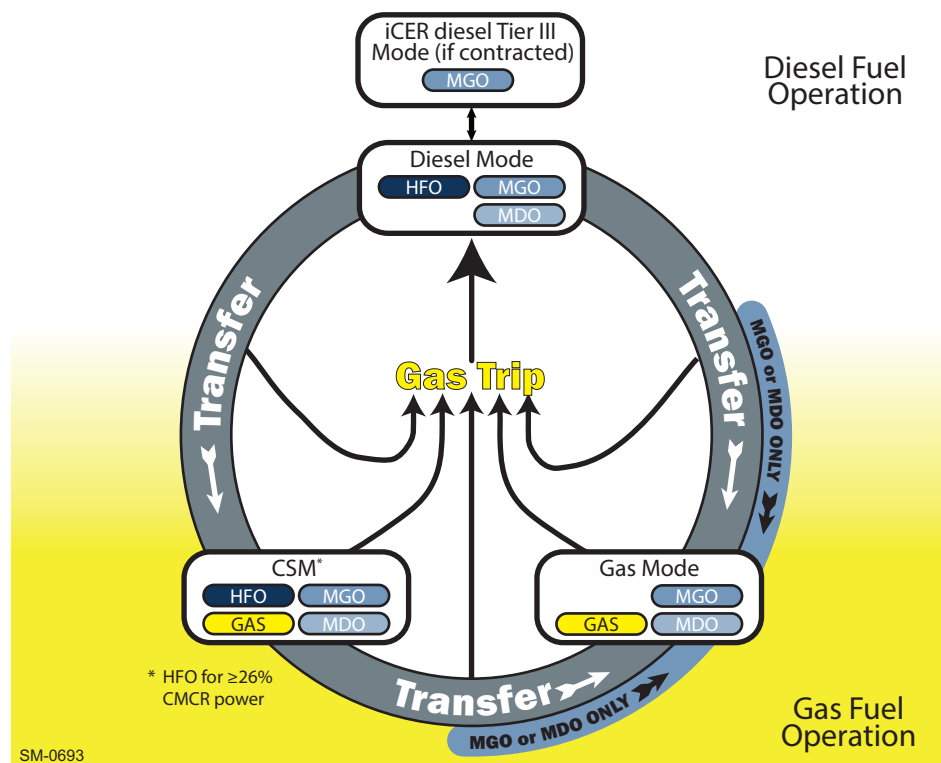 iCER diesel Tier III
Mode (if contracted)
MGO
Diesel Fuel
Operation
Diesel Mode
HFO
MGO
MDO
Transfer
Transfer
MGO or MDO ONLY
Gas Trip
CSM*
HFO
MGO
GAS
MDO
Gas Mode
MGO
GAS
MDO
* HFO for ≥26%
CMCR power
Transfer
MGO or MDO ONLY
Gas Fuel
Operation
SM-0693